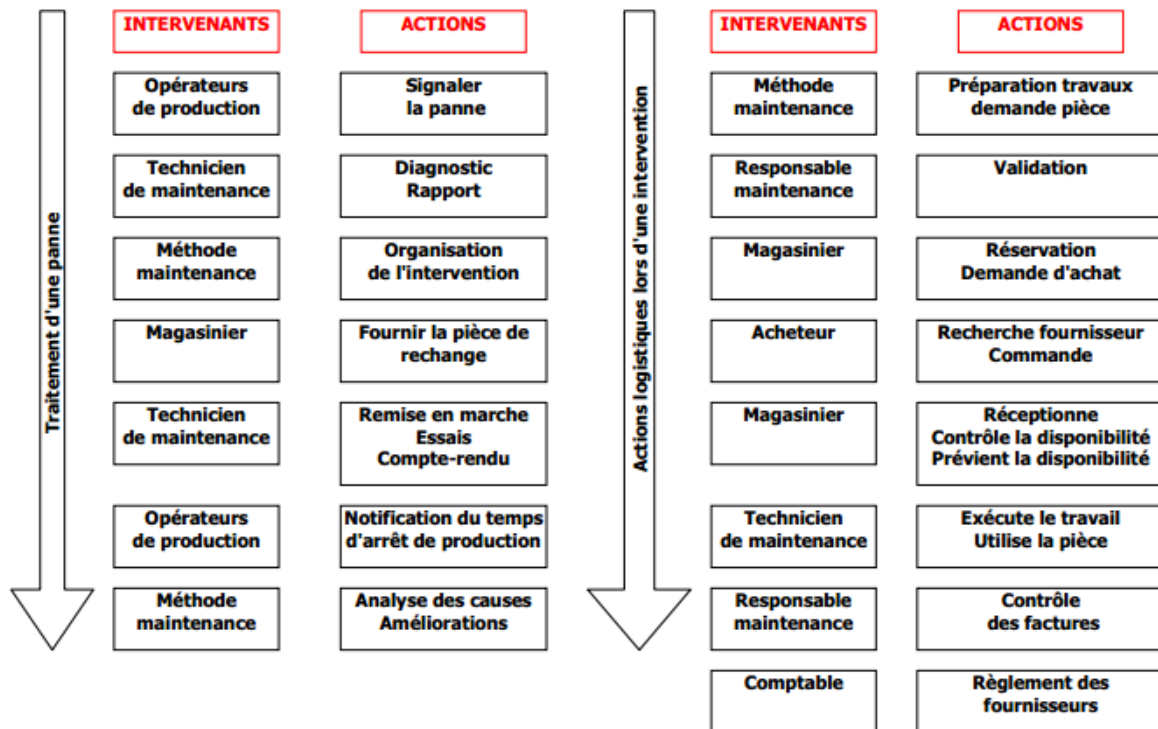 Traitement d'une panne
INTERVENANTS
ACTIONS
Opérateurs
de production
Signaler
la panne
Technicien
de maintenance
Diagnostic
Rapport
Méthode
maintenance
Organisation
de l'intervention
Magasinier
Fournir la pièce de
rechange
Technicien
de maintenance
Remise en marche
Essais
Compte-rendu
Opérateurs
de production
Notification du temps
d'arrêt de production
Méthode
maintenance
Analyse des causes
Améliorations
Actions logistiques lors d'une intervention
INTERVENANTS
ACTIONS
Méthode
maintenance
Préparation travaux
demande pièce
Responsable
maintenance
Validation
Magasinier
Réservation
Demande d'achat
Acheteur
Recherche fournisseur
Commande
Magasinier
Réceptionne
Contrôle la disponibilité
Prévient la disponibilité
Technicien
de maintenance
Exécute le travail
Utilise la pièce
Responsable
maintenance
Contrôle
des factures
Comptable
Règlement des
fournisseurs